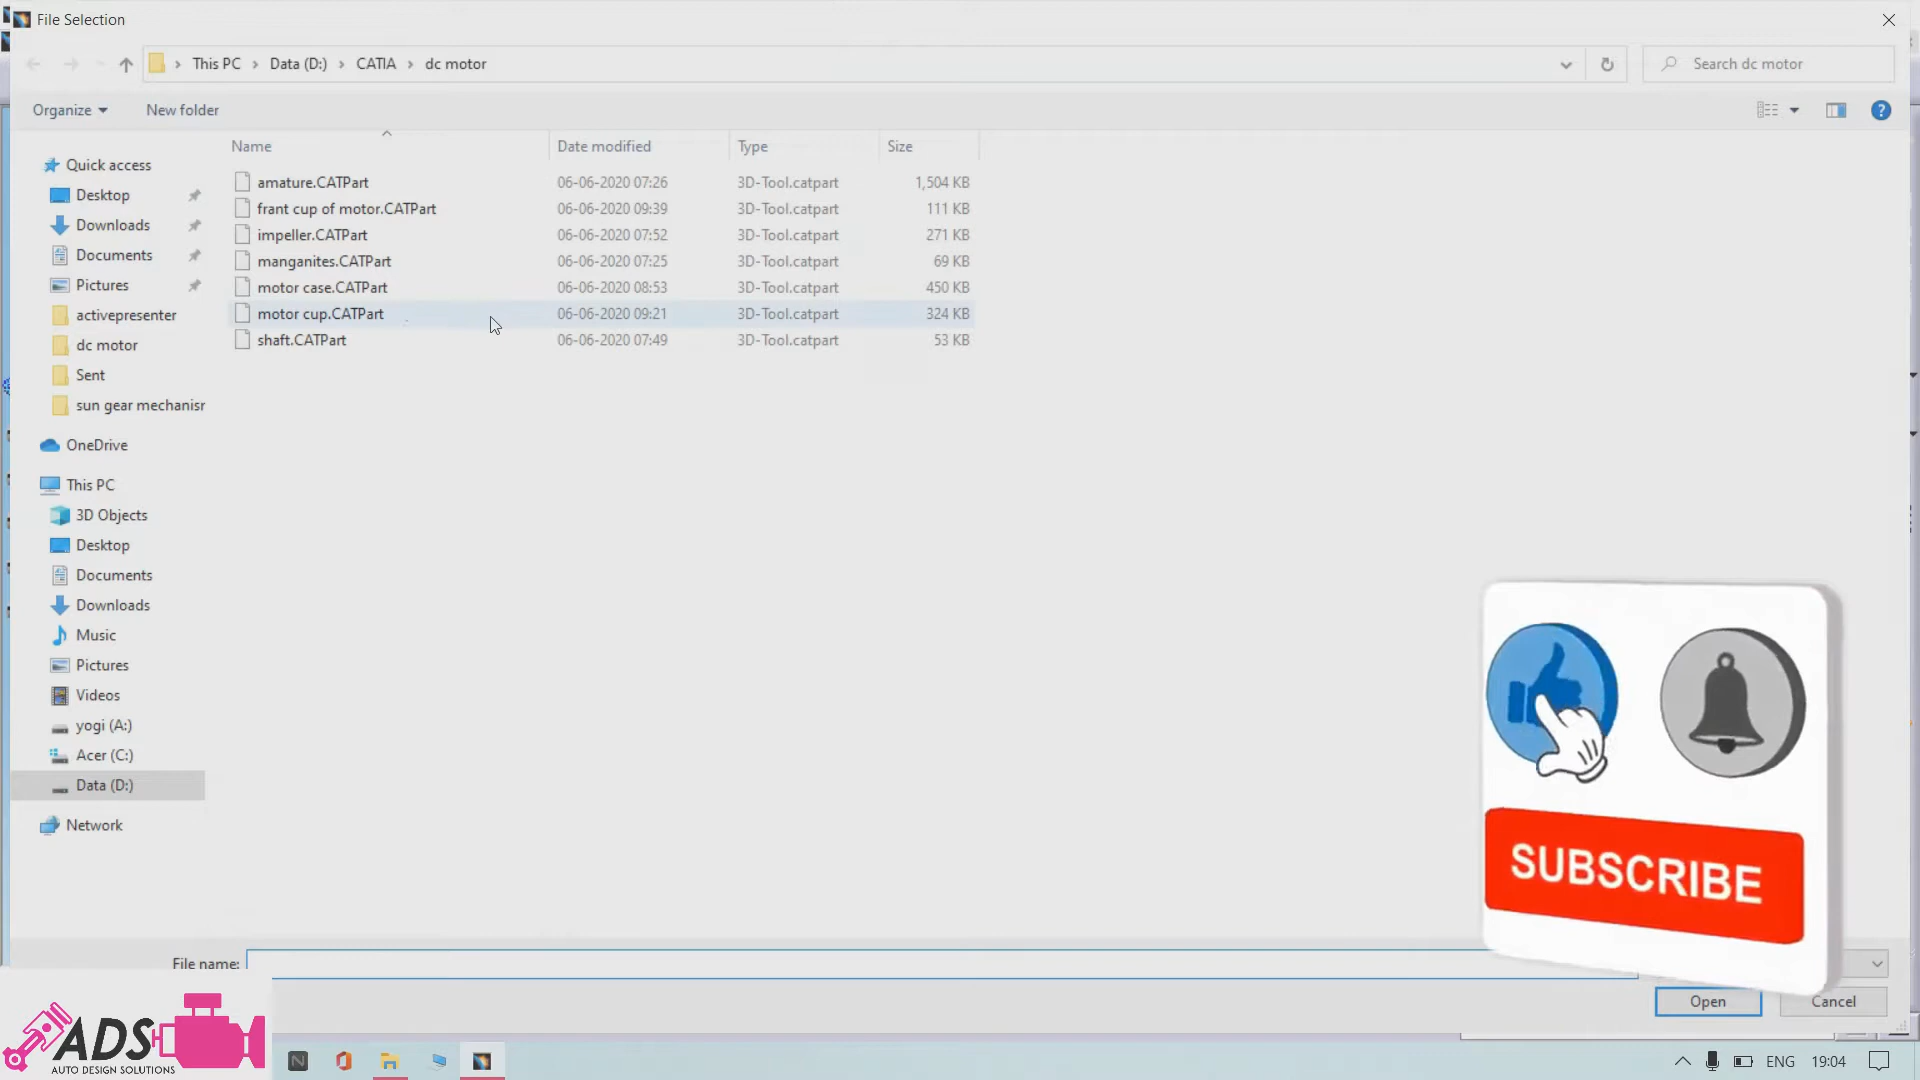 File Selection
This PC > Data (D:) > CATIA > dc motor
Search dc motor
Organize
New folder
Name Date modified Type Size
amature.CATPart 06-06-2020 07:26 3D-Tool.catpart 1,504 KB
frant cup of motor.CATPart 06-06-2020 09:39 3D-Tool.catpart 111 KB
impeller.CATPart 06-06-2020 07:52 3D-Tool.catpart 271 KB
manganites.CATPart 06-06-2020 07:25 3D-Tool.catpart 69 KB
motor case.CATPart 06-06-2020 08:53 3D-Tool.catpart 450 KB
motor cup.CATPart 06-06-2020 09:21 3D-Tool.catpart 324 KB
shaft.CATPart 06-06-2020 07:49 3D-Tool.catpart 53 KB
Quick access
Desktop
Downloads
Documents
Pictures
activepresenter
dc motor
Sent
sun gear mechanisr
OneDrive
This PC
3D Objects
Desktop
Documents
Downloads
Music
Pictures
Videos
yogi (A:)
Acer (C:)
Data (D:)
Network
SUBSCRIBE
File name:
Open
Cancel
ADS
AUTO DESIGN SOLUTIONS
ENG
19:04